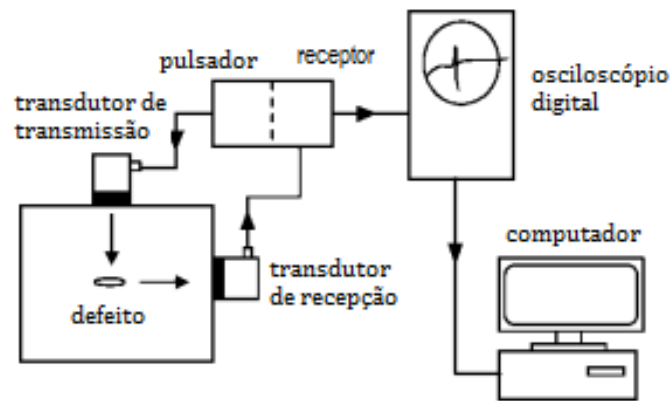 pulsador
receptor
transdutor de
transmissão
osciloscópio
digital
computador
transdutor
de recepção
defeito